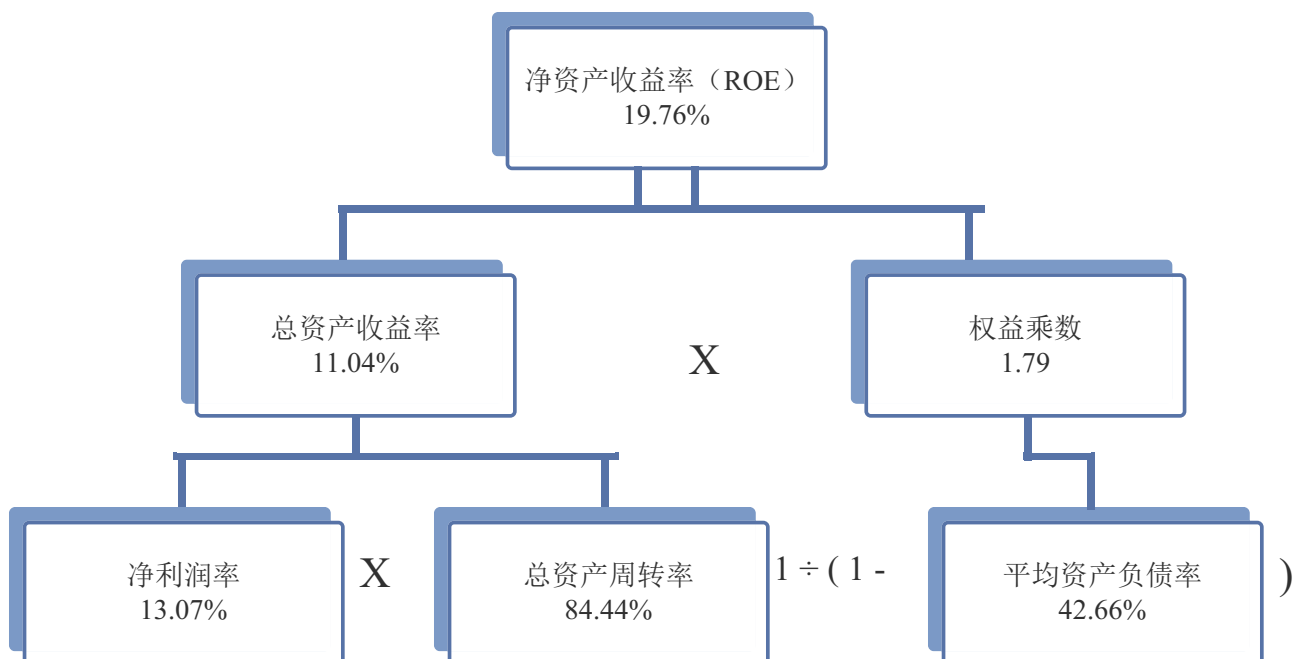 净资产收益率（ROE）
19.76%
总资产收益率
11.04%
X
权益乘数
1.79
净利润率
13.07%
X
总资产周转率
84.44%
1 ÷ ( 1 -
平均资产负债率
42.66%
)